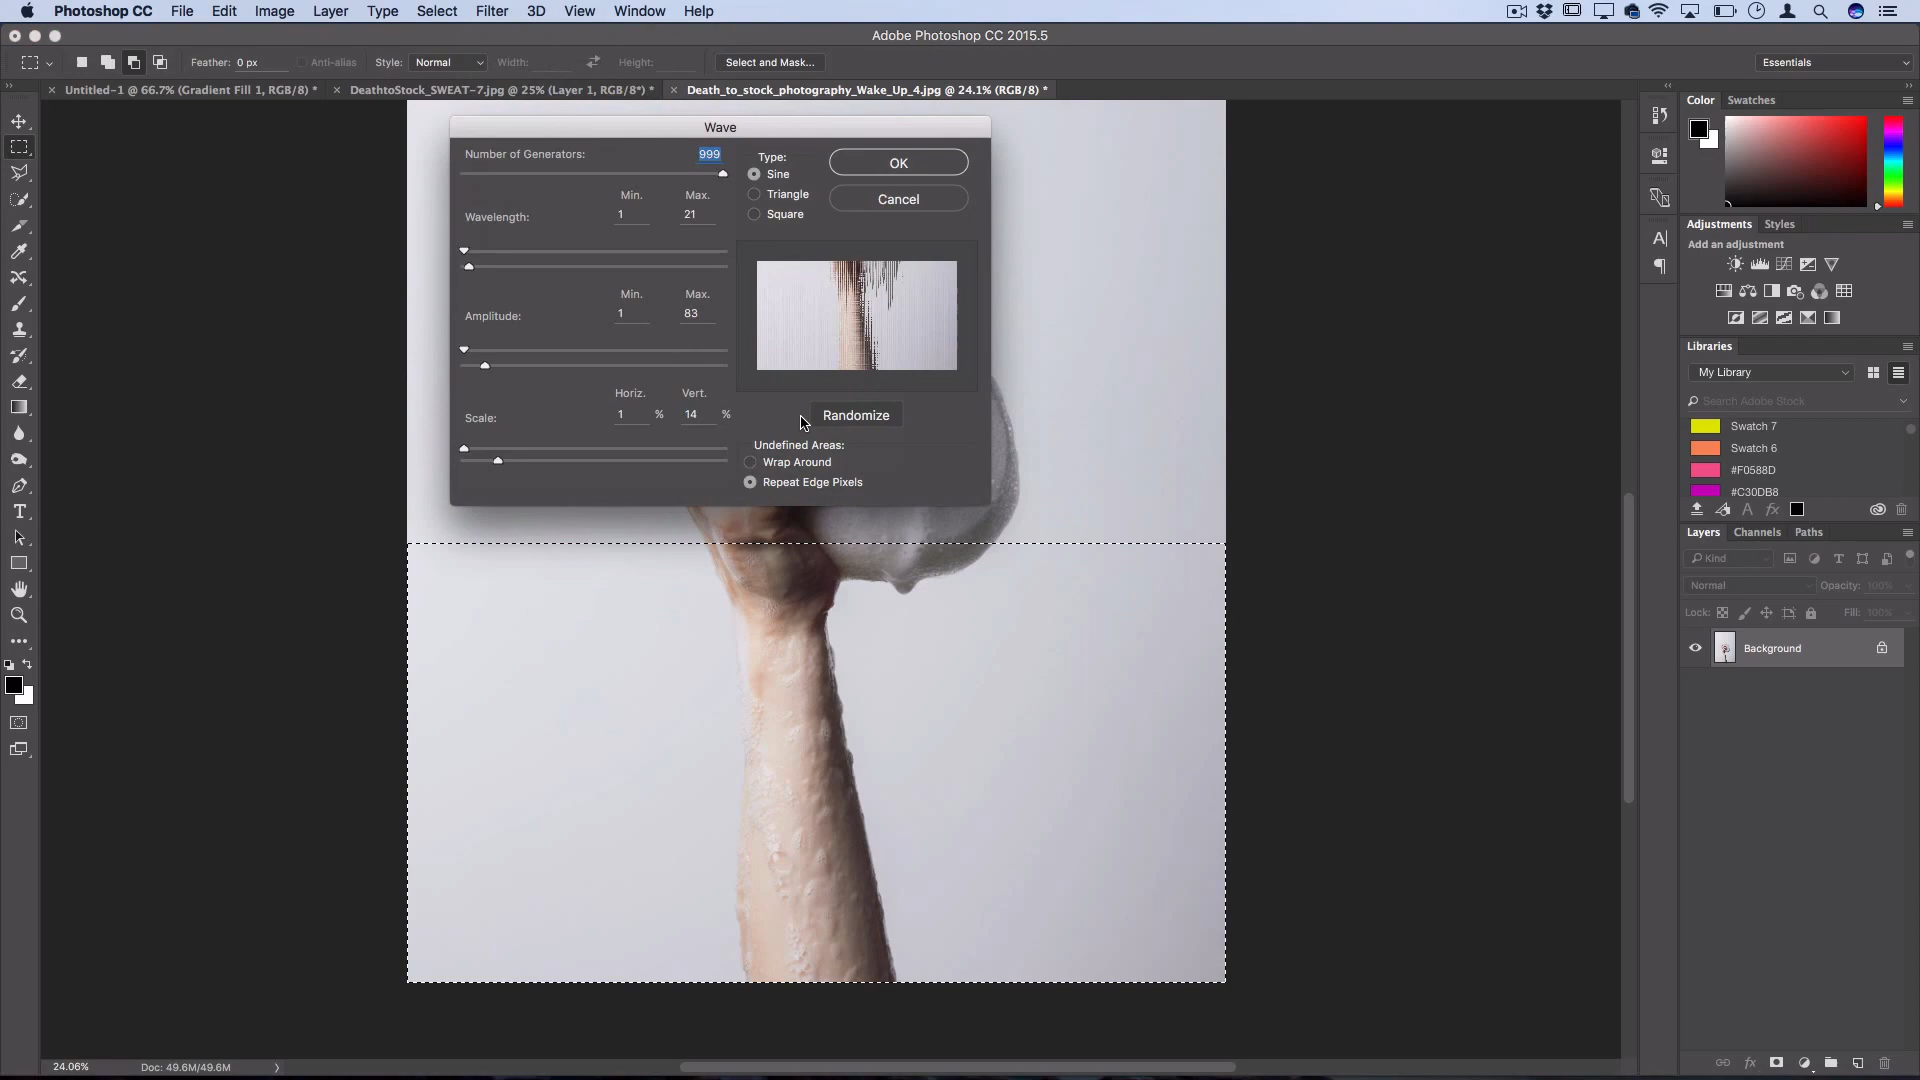 Photoshop CC File Edit Image Layer Type Select Filter 3D View Window Help
Adobe Photoshop CC 2015.5
Feather: 0 px Anti-alias Style: Normal Width: Height: Select and Mask... Essentials
Untitled-1 @ 66.7% (Gradient Fill 1, RGB/8) * DeathtoStock_SWEAT-7.jpg @ 25% (Layer 1, RGB/8*) * Death_to_stock_photography_Wake_Up_4.jpg @ 24.1% (RGB/8) *
Wave
Number of Generators: 999
Min. Max.
Wavelength: 1 21
Min. Max.
Amplitude: 1 83
Horiz. Vert.
Scale: 1 % 14 %
Type:
Sine
Triangle
Square
OK
Cancel
Randomize
Undefined Areas:
Wrap Around
Repeat Edge Pixels
Color Swatches
Adjustments Styles
Add an adjustment
Libraries
My Library
Search Adobe Stock
Swatch 7
Swatch 6
#F0588D
#C30DB8
Layers Channels Paths
Kind
Normal Opacity: 100%
Lock: Fill: 100%
Background
24.06% Doc: 49.6M/49.6M